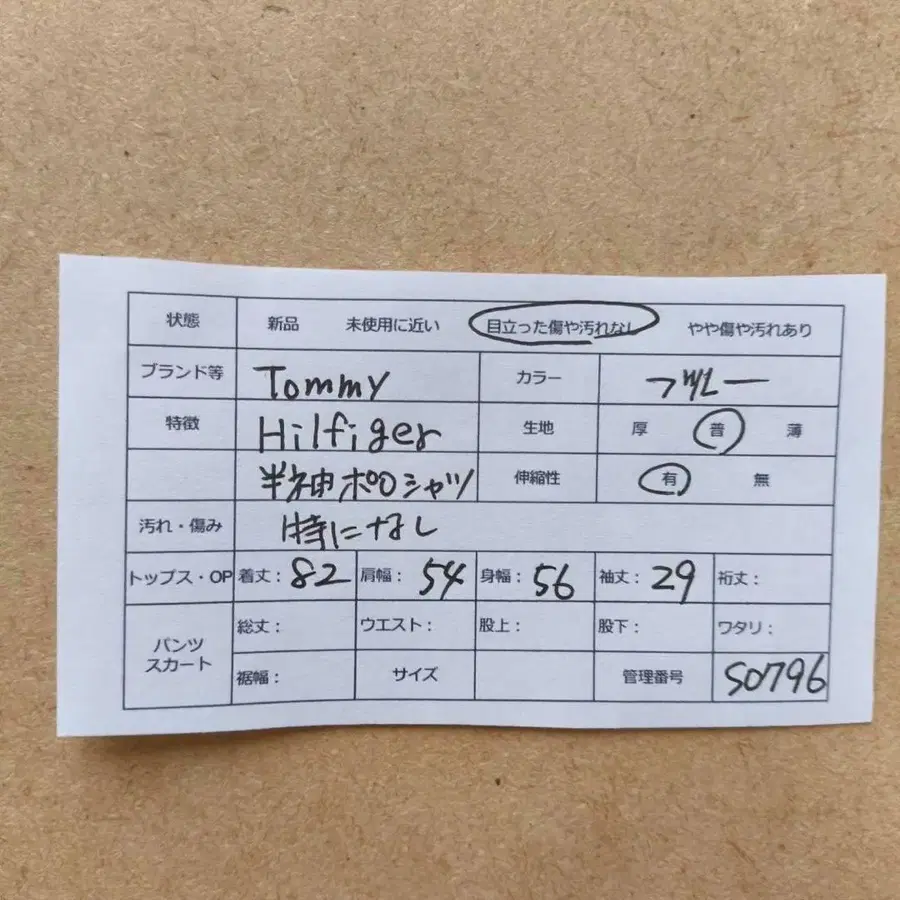 状態 新品 未使用に近い 目立った傷や汚れなし やや傷や汚れあり
ブランド等 Tommy カラー ブルー
特徴 Hilfiger 生地 厚 普 薄
半袖ポロシャツ 伸縮性 有 無
汚れ・傷み 特になし
トップス・OP 着丈: 82 肩幅: 54 身幅: 56 袖丈: 29 裄丈:
パンツ スカート 総丈: ウエスト: 股上: 股下: ワタリ:
裾幅: サイズ 管理番号 S0796